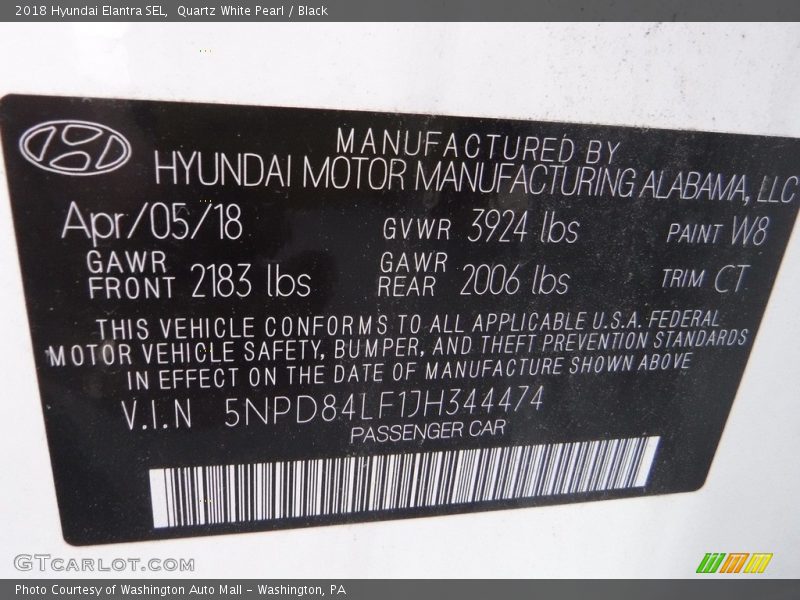 2018 Hyundai Elantra SEL, Quartz White Pearl / Black
MANUFACTURED BY
HYUNDAI MOTOR MANUFACTURING ALABAMA, LLC
Apr/05/18 GVWR 3924 lbs PAINT W8
GAWR FRONT 2183 lbs GAWR REAR 2006 lbs TRIM CT
THIS VEHICLE CONFORMS TO ALL APPLICABLE U.S.A. FEDERAL
MOTOR VEHICLE SAFETY, BUMPER, AND THEFT PREVENTION STANDARDS
IN EFFECT ON THE DATE OF MANUFACTURE SHOWN ABOVE
V.I.N 5NPD84LF1JH344474
PASSENGER CAR
GTcarlot.com
Photo Courtesy of Washington Auto Mall - Washington, PA